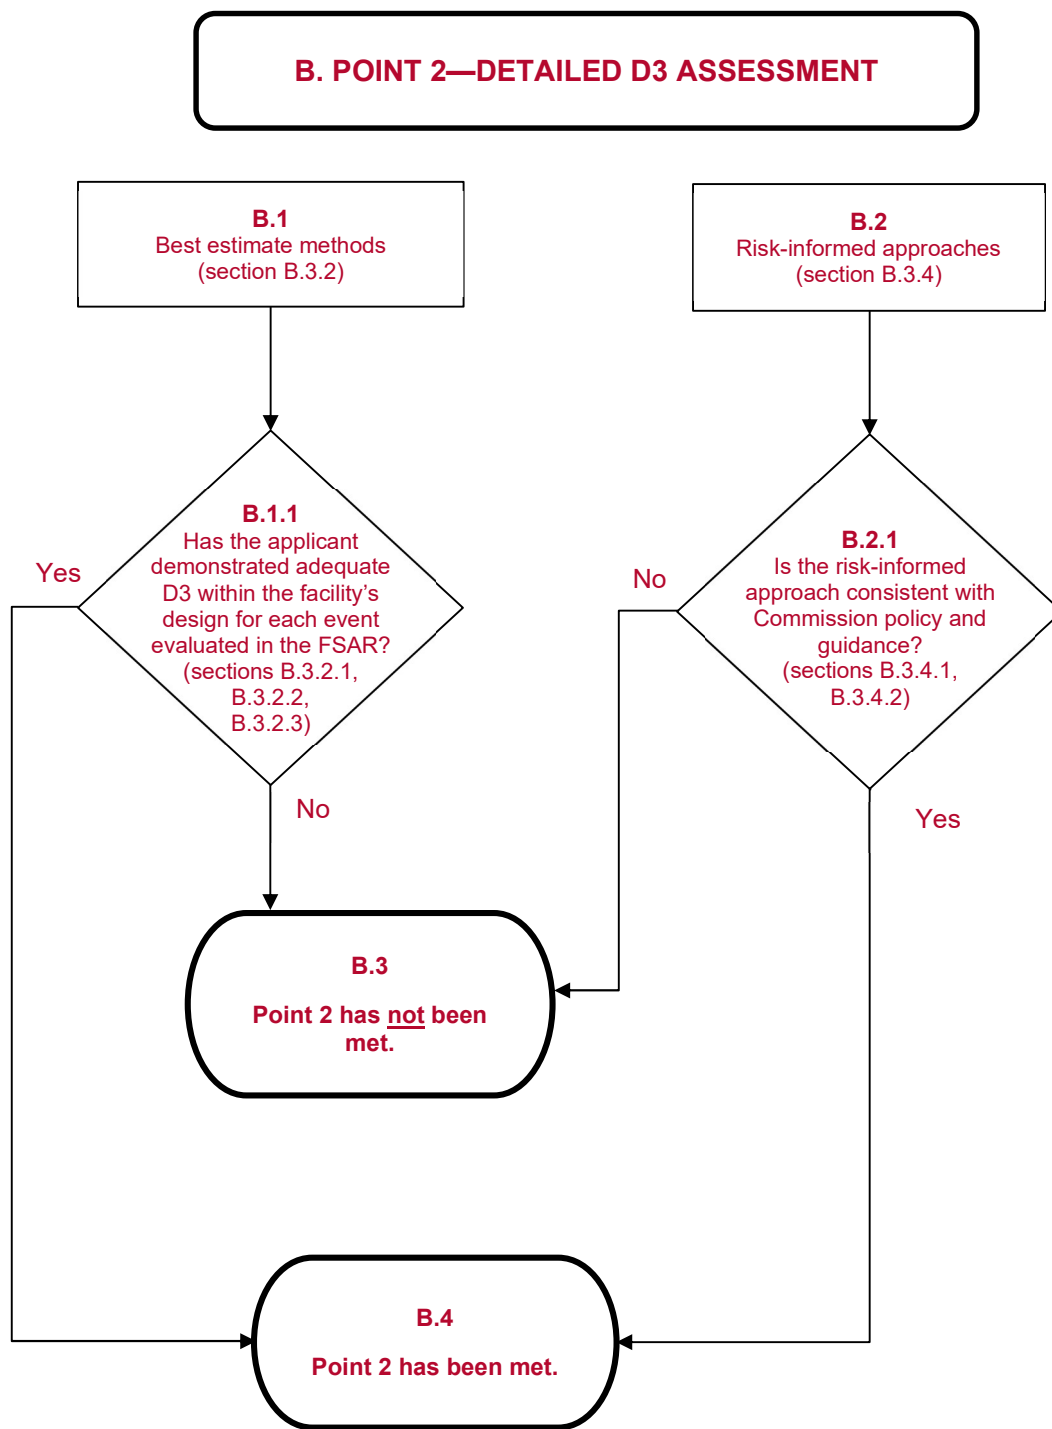 B. POINT 2—DETAILED D3 ASSESSMENT
B.1
Best estimate methods
(section B.3.2)
B.2
Risk-informed approaches
(section B.3.4)
B.1.1
Has the applicant
demonstrated adequate
D3 within the facility’s
design for each event
evaluated in the FSAR?
(sections B.3.2.1,
B.3.2.2,
B.3.2.3)
Yes
No
B.2.1
Is the risk-informed
approach consistent with
Commission policy and
guidance?
(sections B.3.4.1,
B.3.4.2)
No
Yes
B.3
Point 2 has not been
met.
B.4
Point 2 has been met.